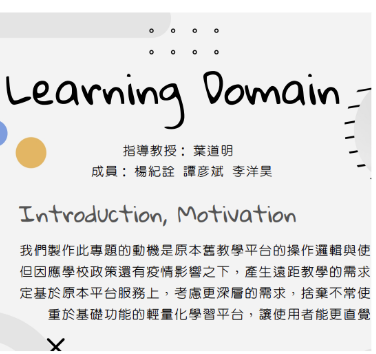 Learning Domain
指導教授：葉道明
成員：楊紀詮 譚彥斌 李洋昊
Introduction, Motivation
我們製作此專題的動機是原本舊教學平台的操作邏輯與使
但因應學校政策還有疫情影響之下，產生遠距教學的需求
定基於原本平台服務上，考慮更深層的需求，捨棄不常使
重於基礎功能的輕量化學習平台，讓使用者能更直覺